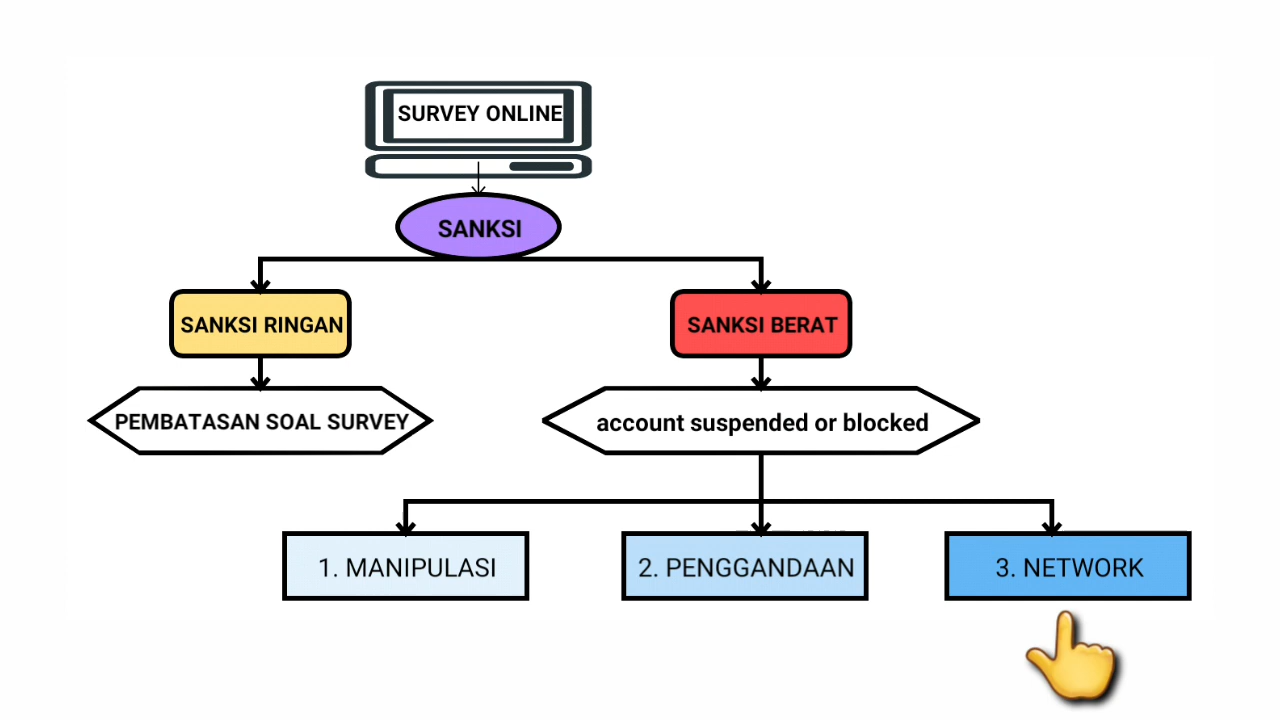 SURVEY ONLINE
SANKSI
SANKSI RINGAN
SANKSI BERAT
PEMBATASAN SOAL SURVEY
account suspended or blocked
1. MANIPULASI
2. PENGGANDAAN
3. NETWORK